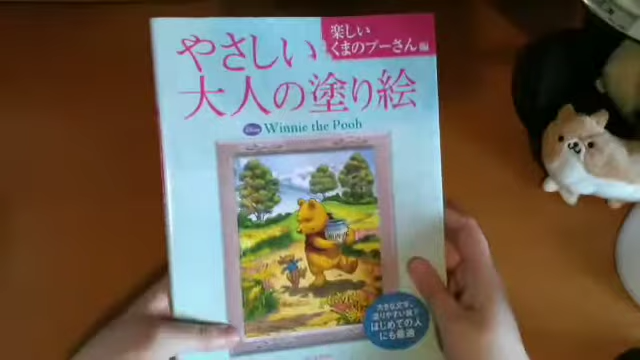 楽しい
くまのプーさん編
やさしい
大人の塗り絵
Disney Winnie the Pooh
大きな文字、
塗りやすい絵で
はじめての人
にも最適